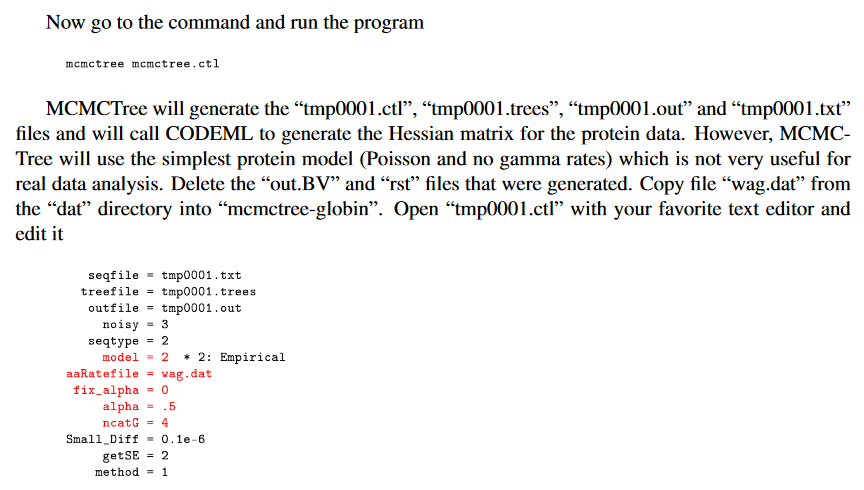 Now go to the command and run the program
mcmctree mcmctree.ctl
MCMCTree will generate the “tmp0001.ctl”, “tmp0001.trees”, “tmp0001.out” and “tmp0001.txt”
files and will call CODEML to generate the Hessian matrix for the protein data. However, MCMC-
Tree will use the simplest protein model (Poisson and no gamma rates) which is not very useful for
real data analysis. Delete the “out.BV” and “rst” files that were generated. Copy file “wag.dat” from
the “dat” directory into “mcmctree-globin”. Open “tmp0001.ctl” with your favorite text editor and
edit it
seqfile = tmp0001.txt
treefile = tmp0001.trees
outfile = tmp0001.out
noisy = 3
seqtype = 2
model = 2 * 2: Empirical
aaRatefile = wag.dat
fix_alpha = 0
alpha = .5
ncatG = 4
Small_Diff = 0.1e-6
getSE = 2
method = 1